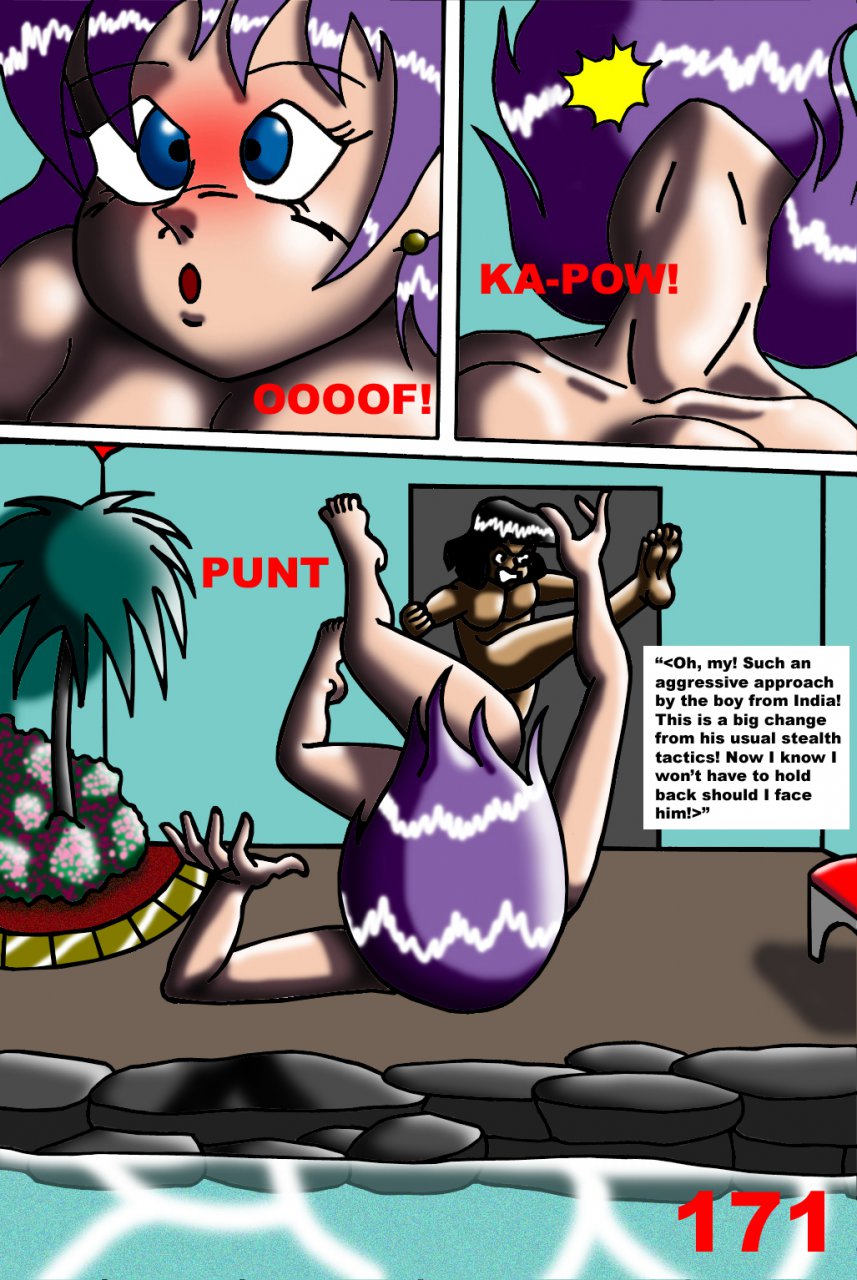 OOOOF!
KA-POW!
PUNT
“<Oh, my! Such an
aggressive approach
by the boy from India!
This is a big change
from his usual stealth
tactics! Now I know I
won’t have to hold
back should I face
him!>”
171